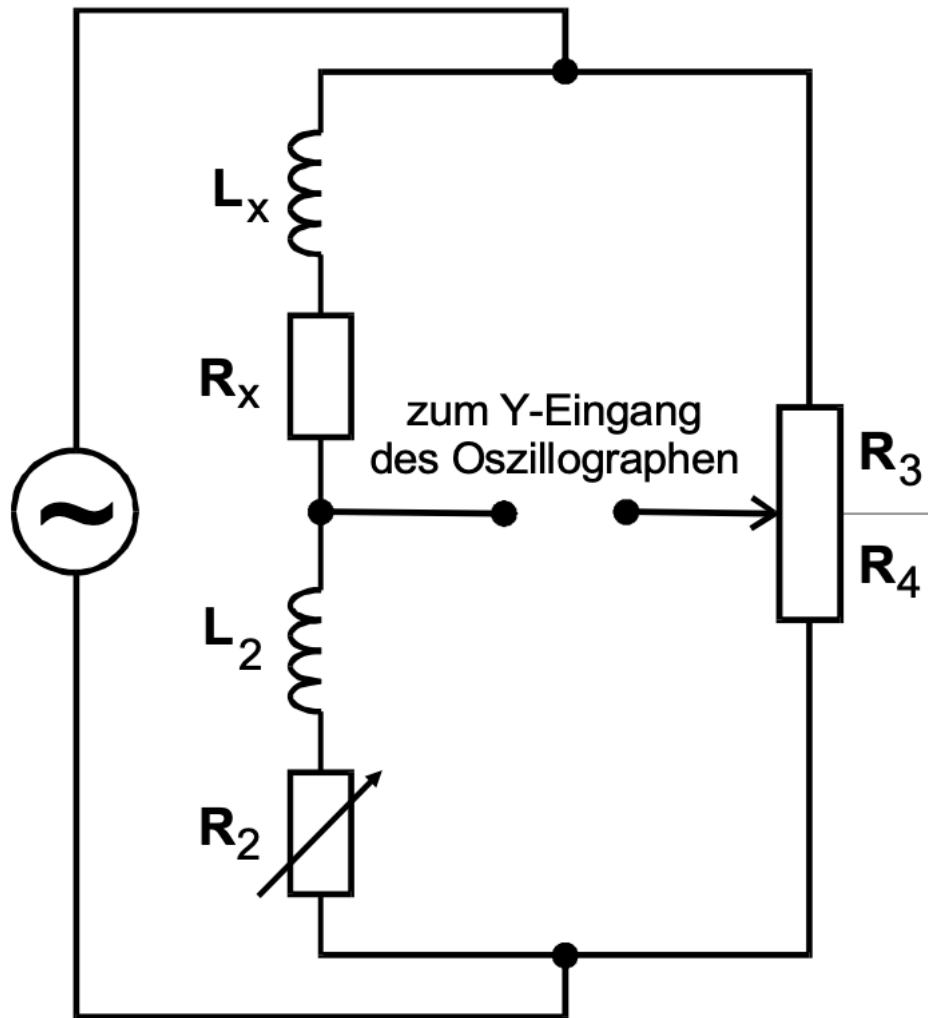 Lₓ
Rₓ
zum Y-Eingang
des Oszillographen
R₃
R₄
L₂
R₂